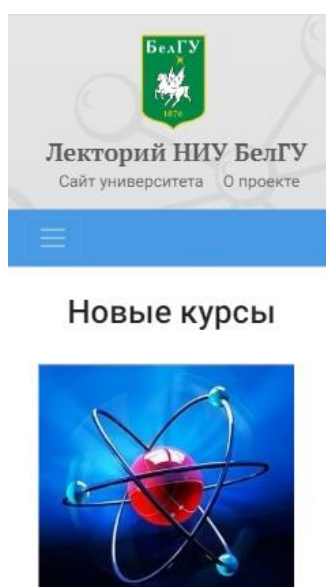 БелГУ
1876
Лекторий НИУ БелГУ
Сайт университета О проекте
Новые курсы